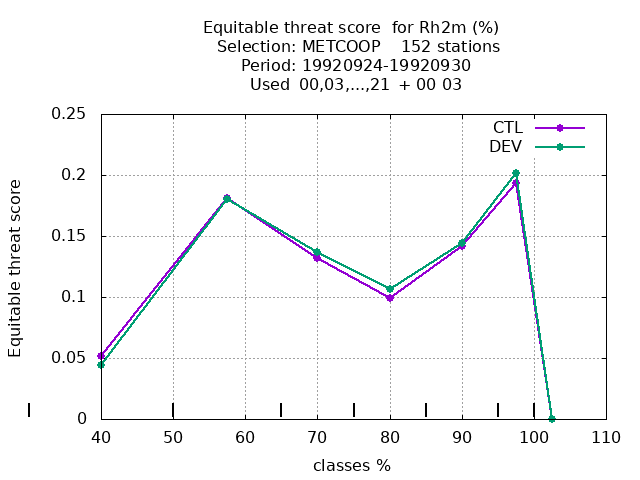 Equitable threat score  for Rh2m (%)
Selection: METCOOP    152 stations
Period: 19920924-19920930
Used  00,03,...,21  + 00 03
0.25
0.2
0.15
0.1
0.05
0
Equitable threat score
CTL
DEV
40 50 60 70 80 90 100 110
classes %